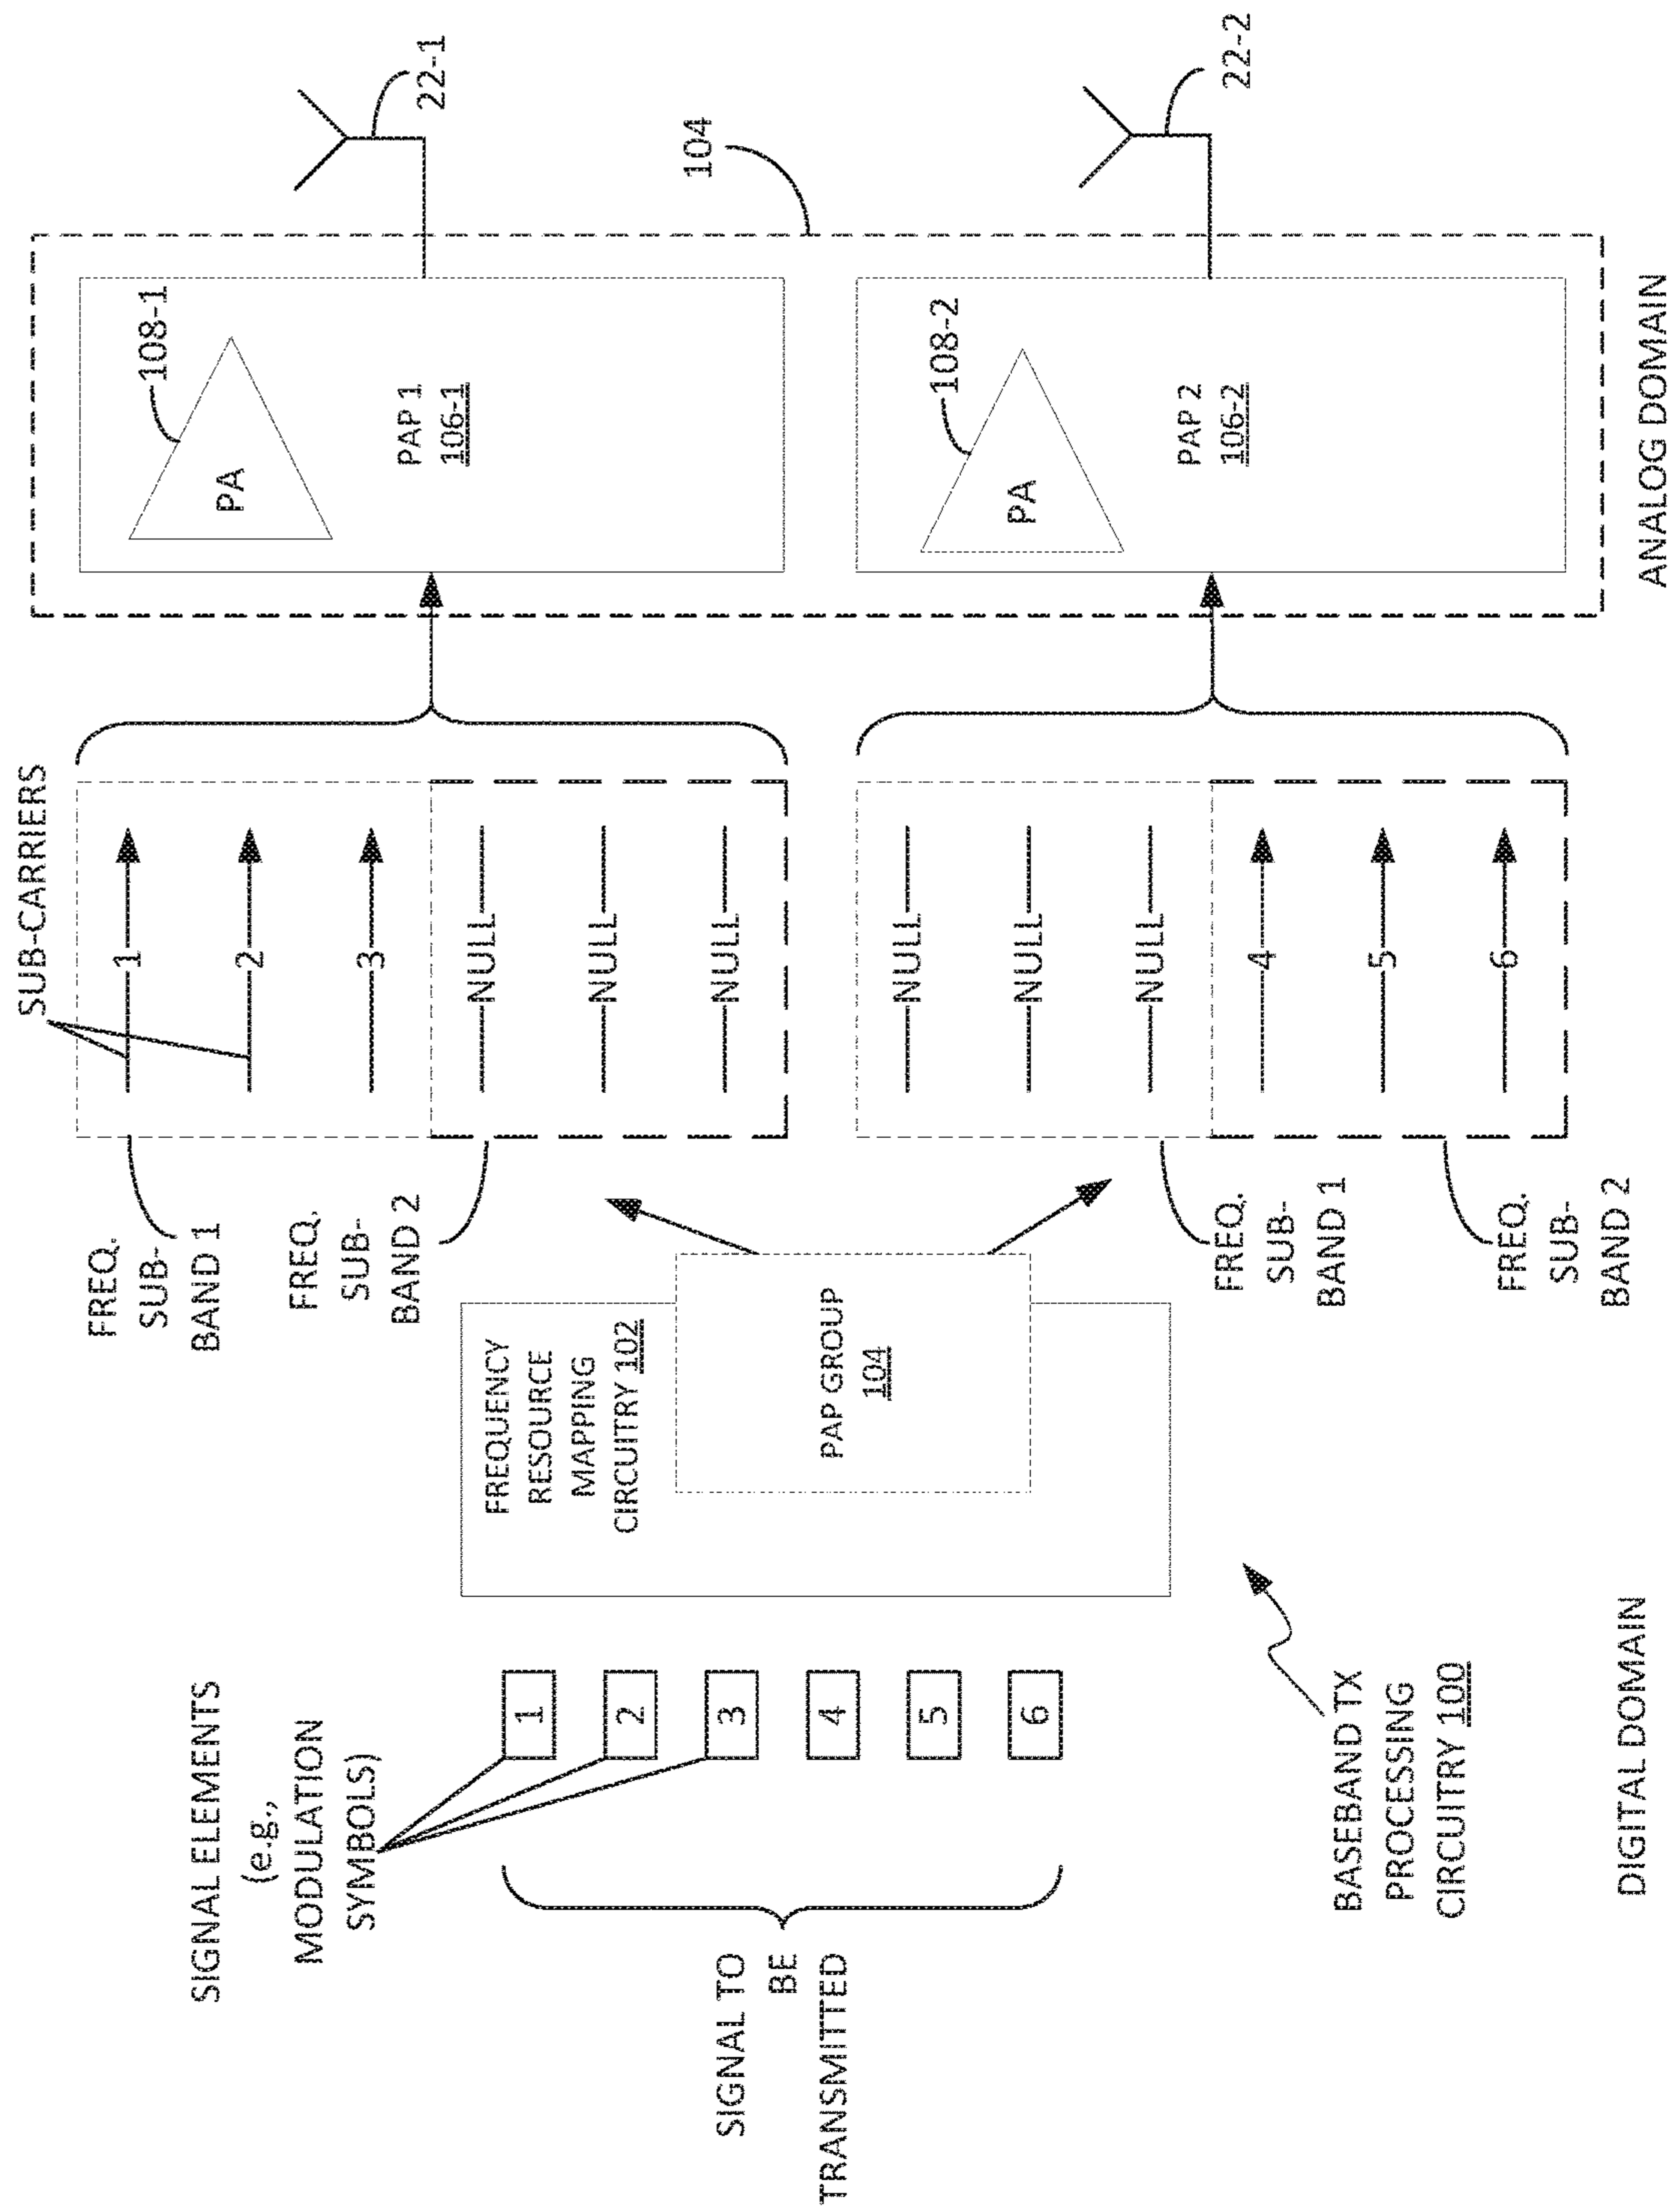 SIGNAL ELEMENTS
(e.g.,
MODULATION
SYMBOLS)
SIGNAL TO
BE
TRANSMITTED
1
2
3
4
5
6
BASEBAND TX
PROCESSING
CIRCUITRY 100
DIGITAL DOMAIN
FREQUENCY
RESOURCE
MAPPING
CIRCUITRY 102
PAP GROUP
104
FREQ.
SUB-
BAND 1
FREQ.
SUB-
BAND 2
FREQ.
SUB-
BAND 1
FREQ.
SUB-
BAND 2
SUB-CARRIERS
1
2
3
NULL
NULL
NULL
NULL
NULL
NULL
4
5
6
108-1
PA
PAP 1
106-1
108-2
PA
PAP 2
106-2
ANALOG DOMAIN
22-1
104
22-2